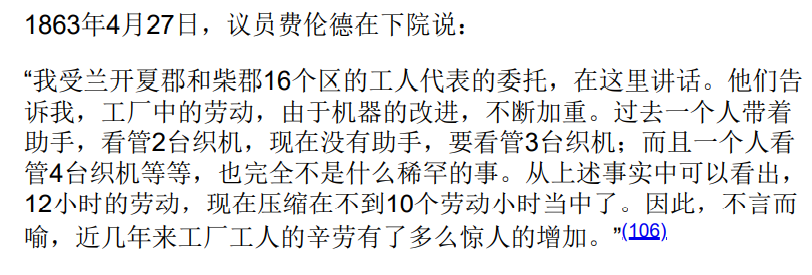 1863年4月27日，议员费伦德在下院说：
“我受兰开夏郡和柴郡16个区的工人代表的委托，在这里讲话。他们告
诉我，工厂中的劳动，由于机器的改进，不断加重。过去一个人带着
助手，看管2台织机，现在没有助手，要看管3台织机；而且一个人看
管4台织机等等，也完全不是什么稀罕的事。从上述事实中可以看出，
12小时的劳动，现在压缩在不到10个劳动小时当中了。因此，不言而
喻，近几年来工厂工人的辛劳有了多么惊人的增加。”(106)